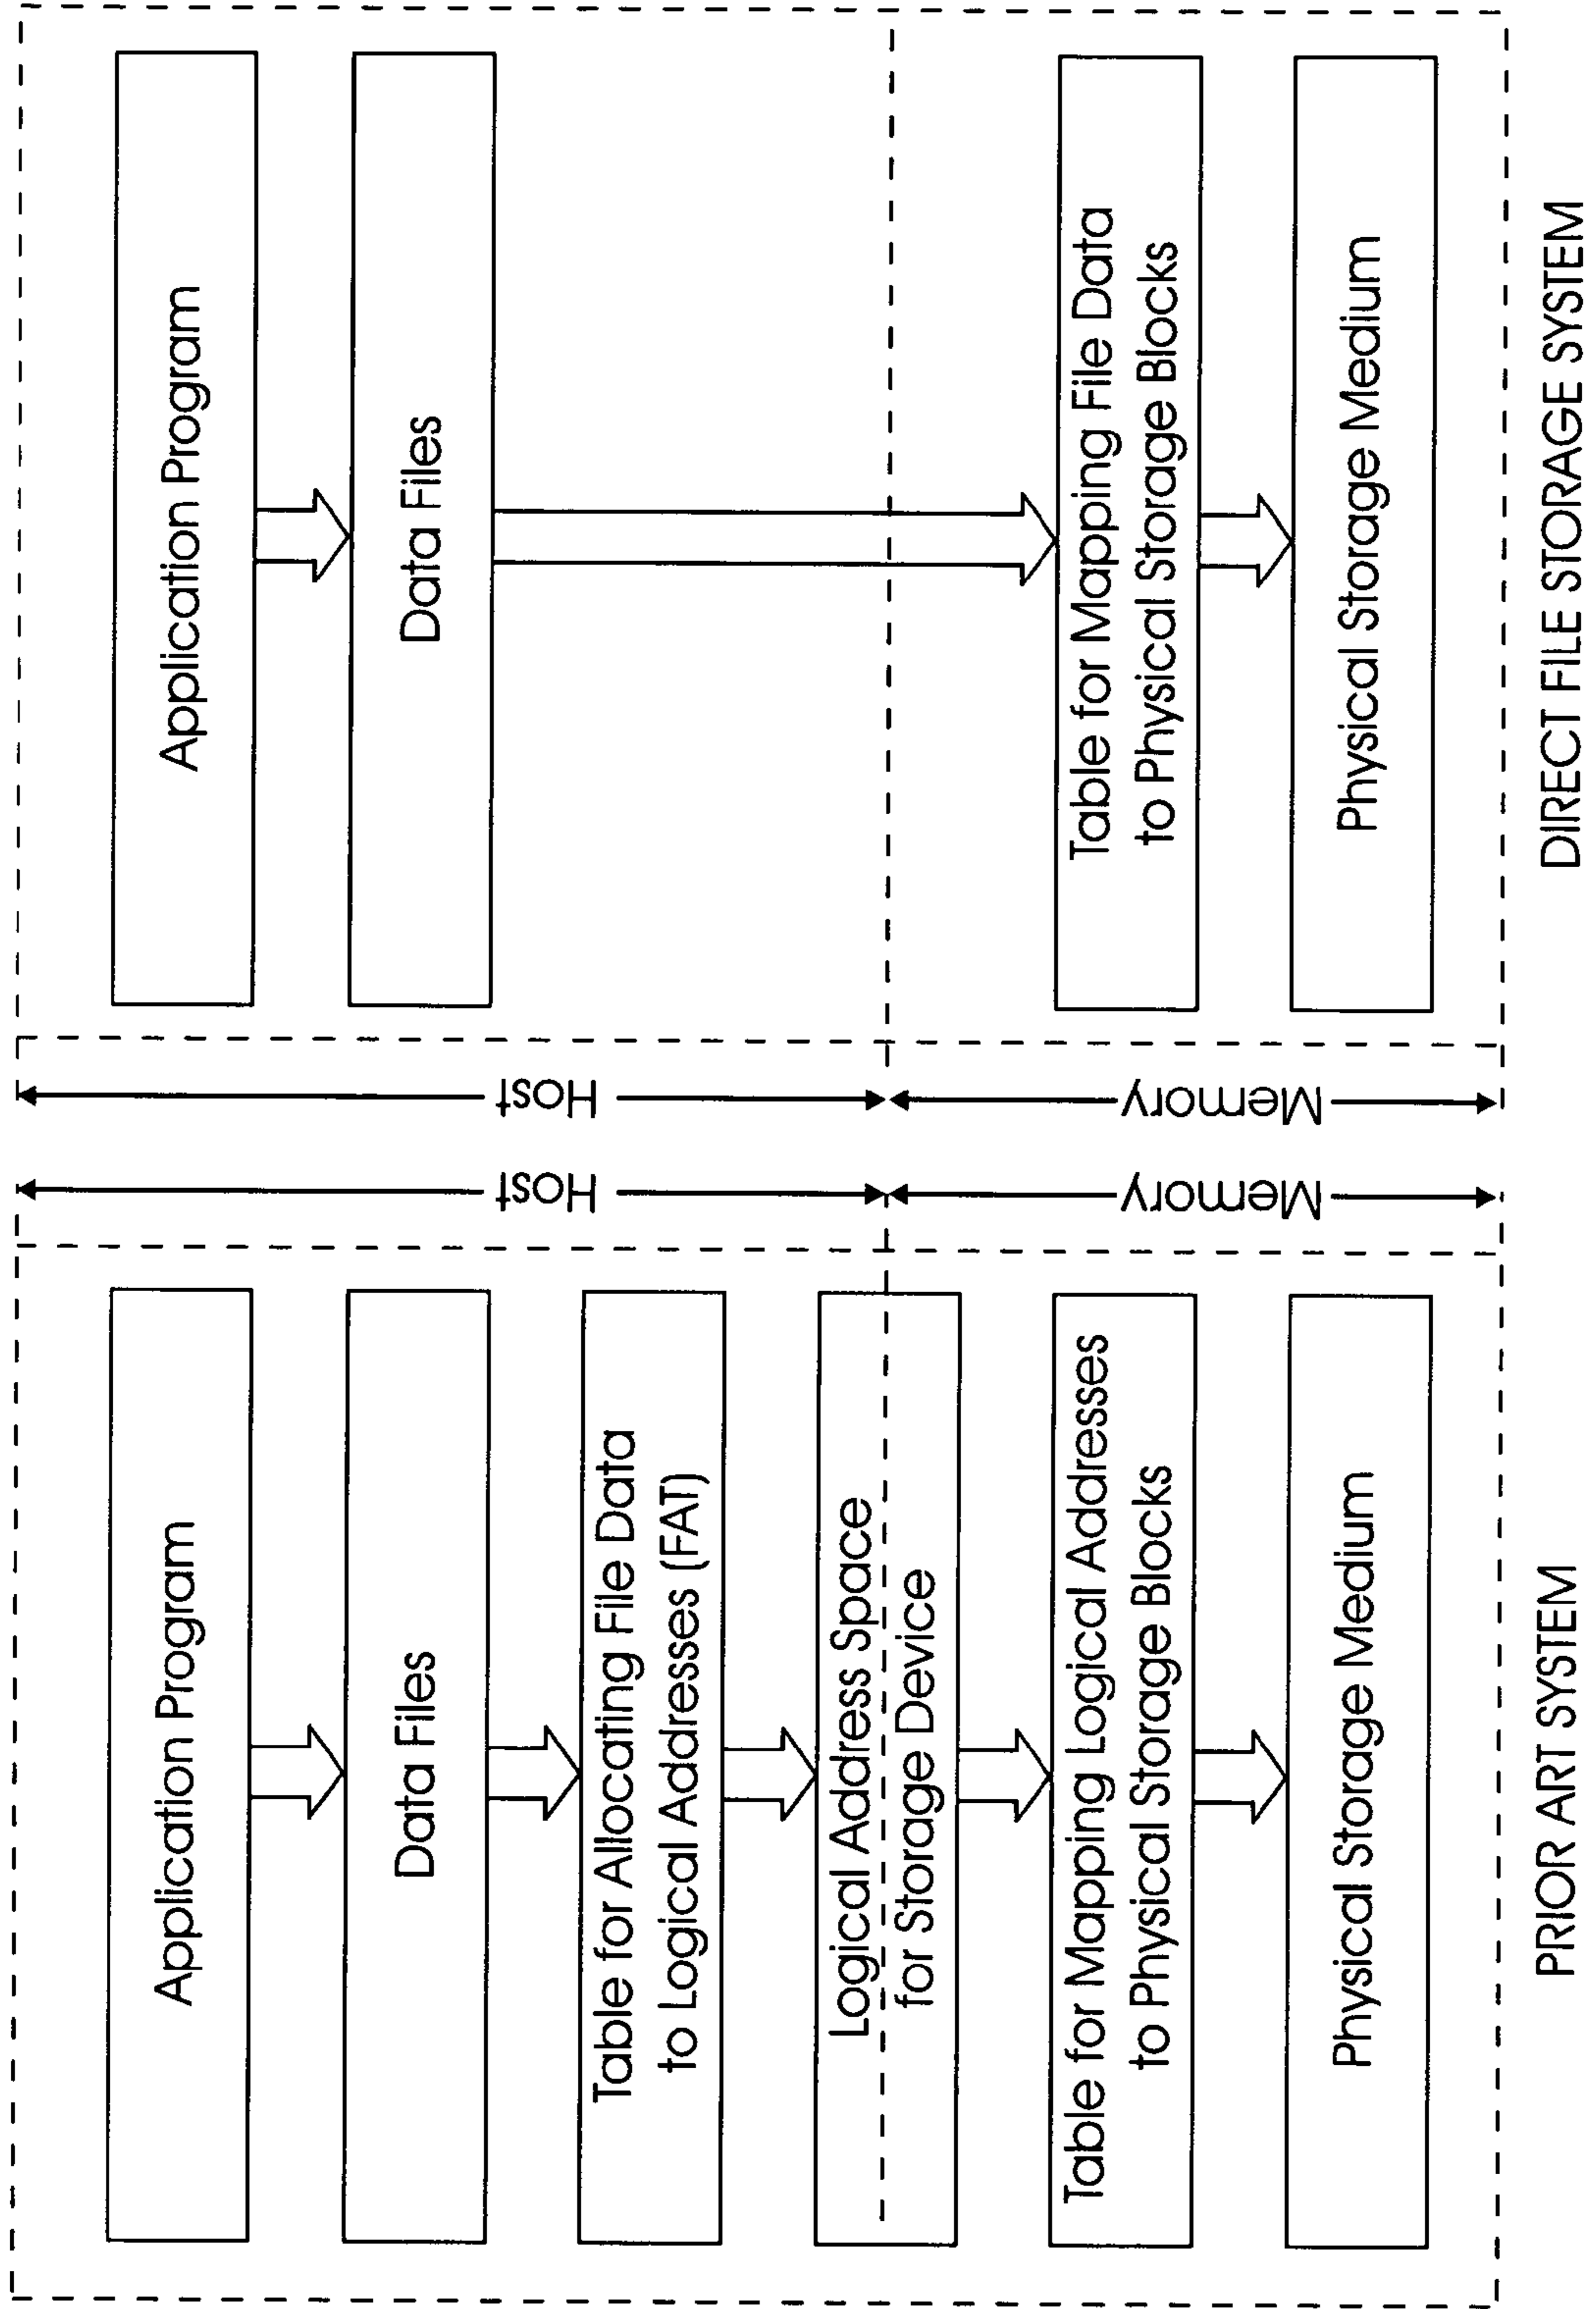 Application Program
Data Files
Table for Allocating File Data
to Logical Addresses (FAT)
Logical Address Space
for Storage Device
Table for Mapping Logical Addresses
to Physical Storage Blocks
Physical Storage Medium
PRIOR ART SYSTEM
Host
Memory
Host
Memory
Application Program
Data Files
Table for Mapping File Data
to Physical Storage Blocks
Physical Storage Medium
DIRECT FILE STORAGE SYSTEM